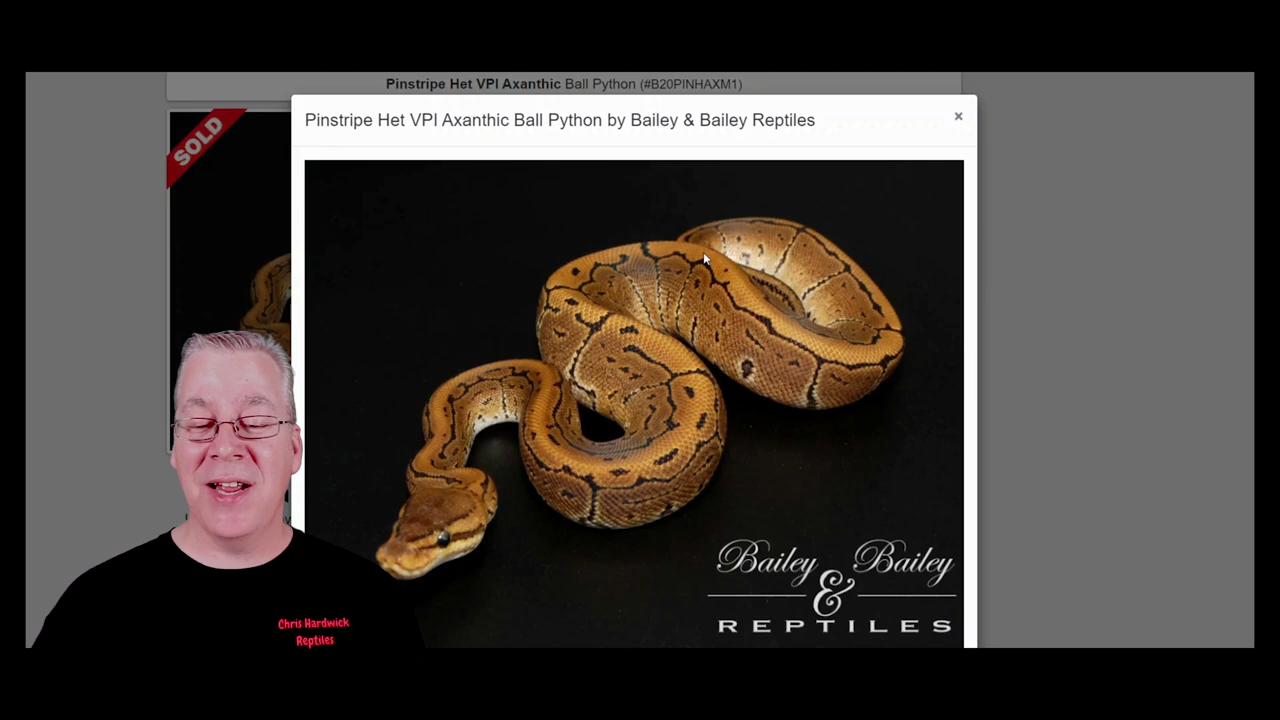 Pinstripe Het VPI Axanthic Ball Python (#B20PINHAXM1)
SOLD
Pinstripe Het VPI Axanthic Ball Python by Bailey & Bailey Reptiles
×
Bailey & Bailey
REPTILES
Chris Hardwick
Reptiles